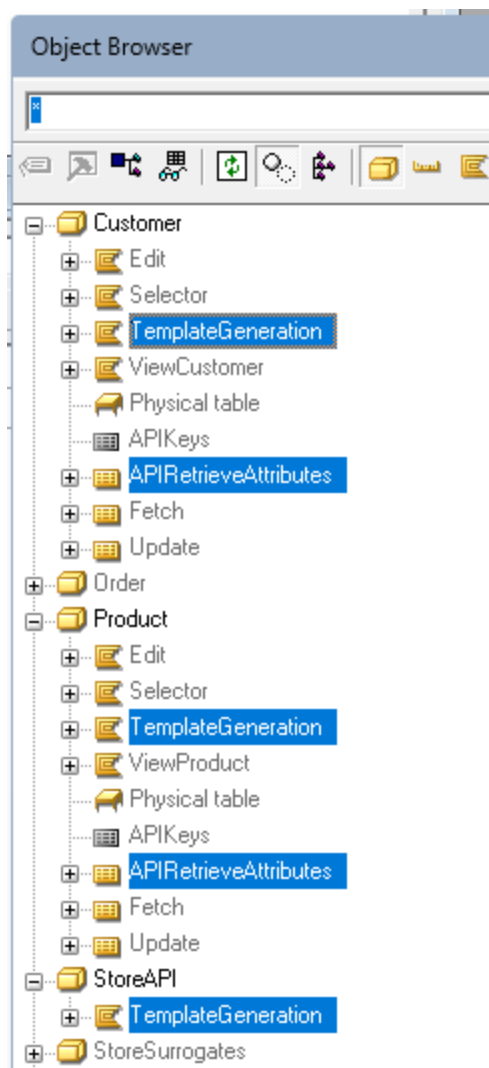 Object Browser
*
Customer
Edit
Selector
TemplateGeneration
ViewCustomer
Physical table
APIKeys
APIRetrieveAttributes
Fetch
Update
Order
Product
Edit
Selector
TemplateGeneration
ViewProduct
Physical table
APIKeys
APIRetrieveAttributes
Fetch
Update
StoreAPI
TemplateGeneration
StoreSurrogates